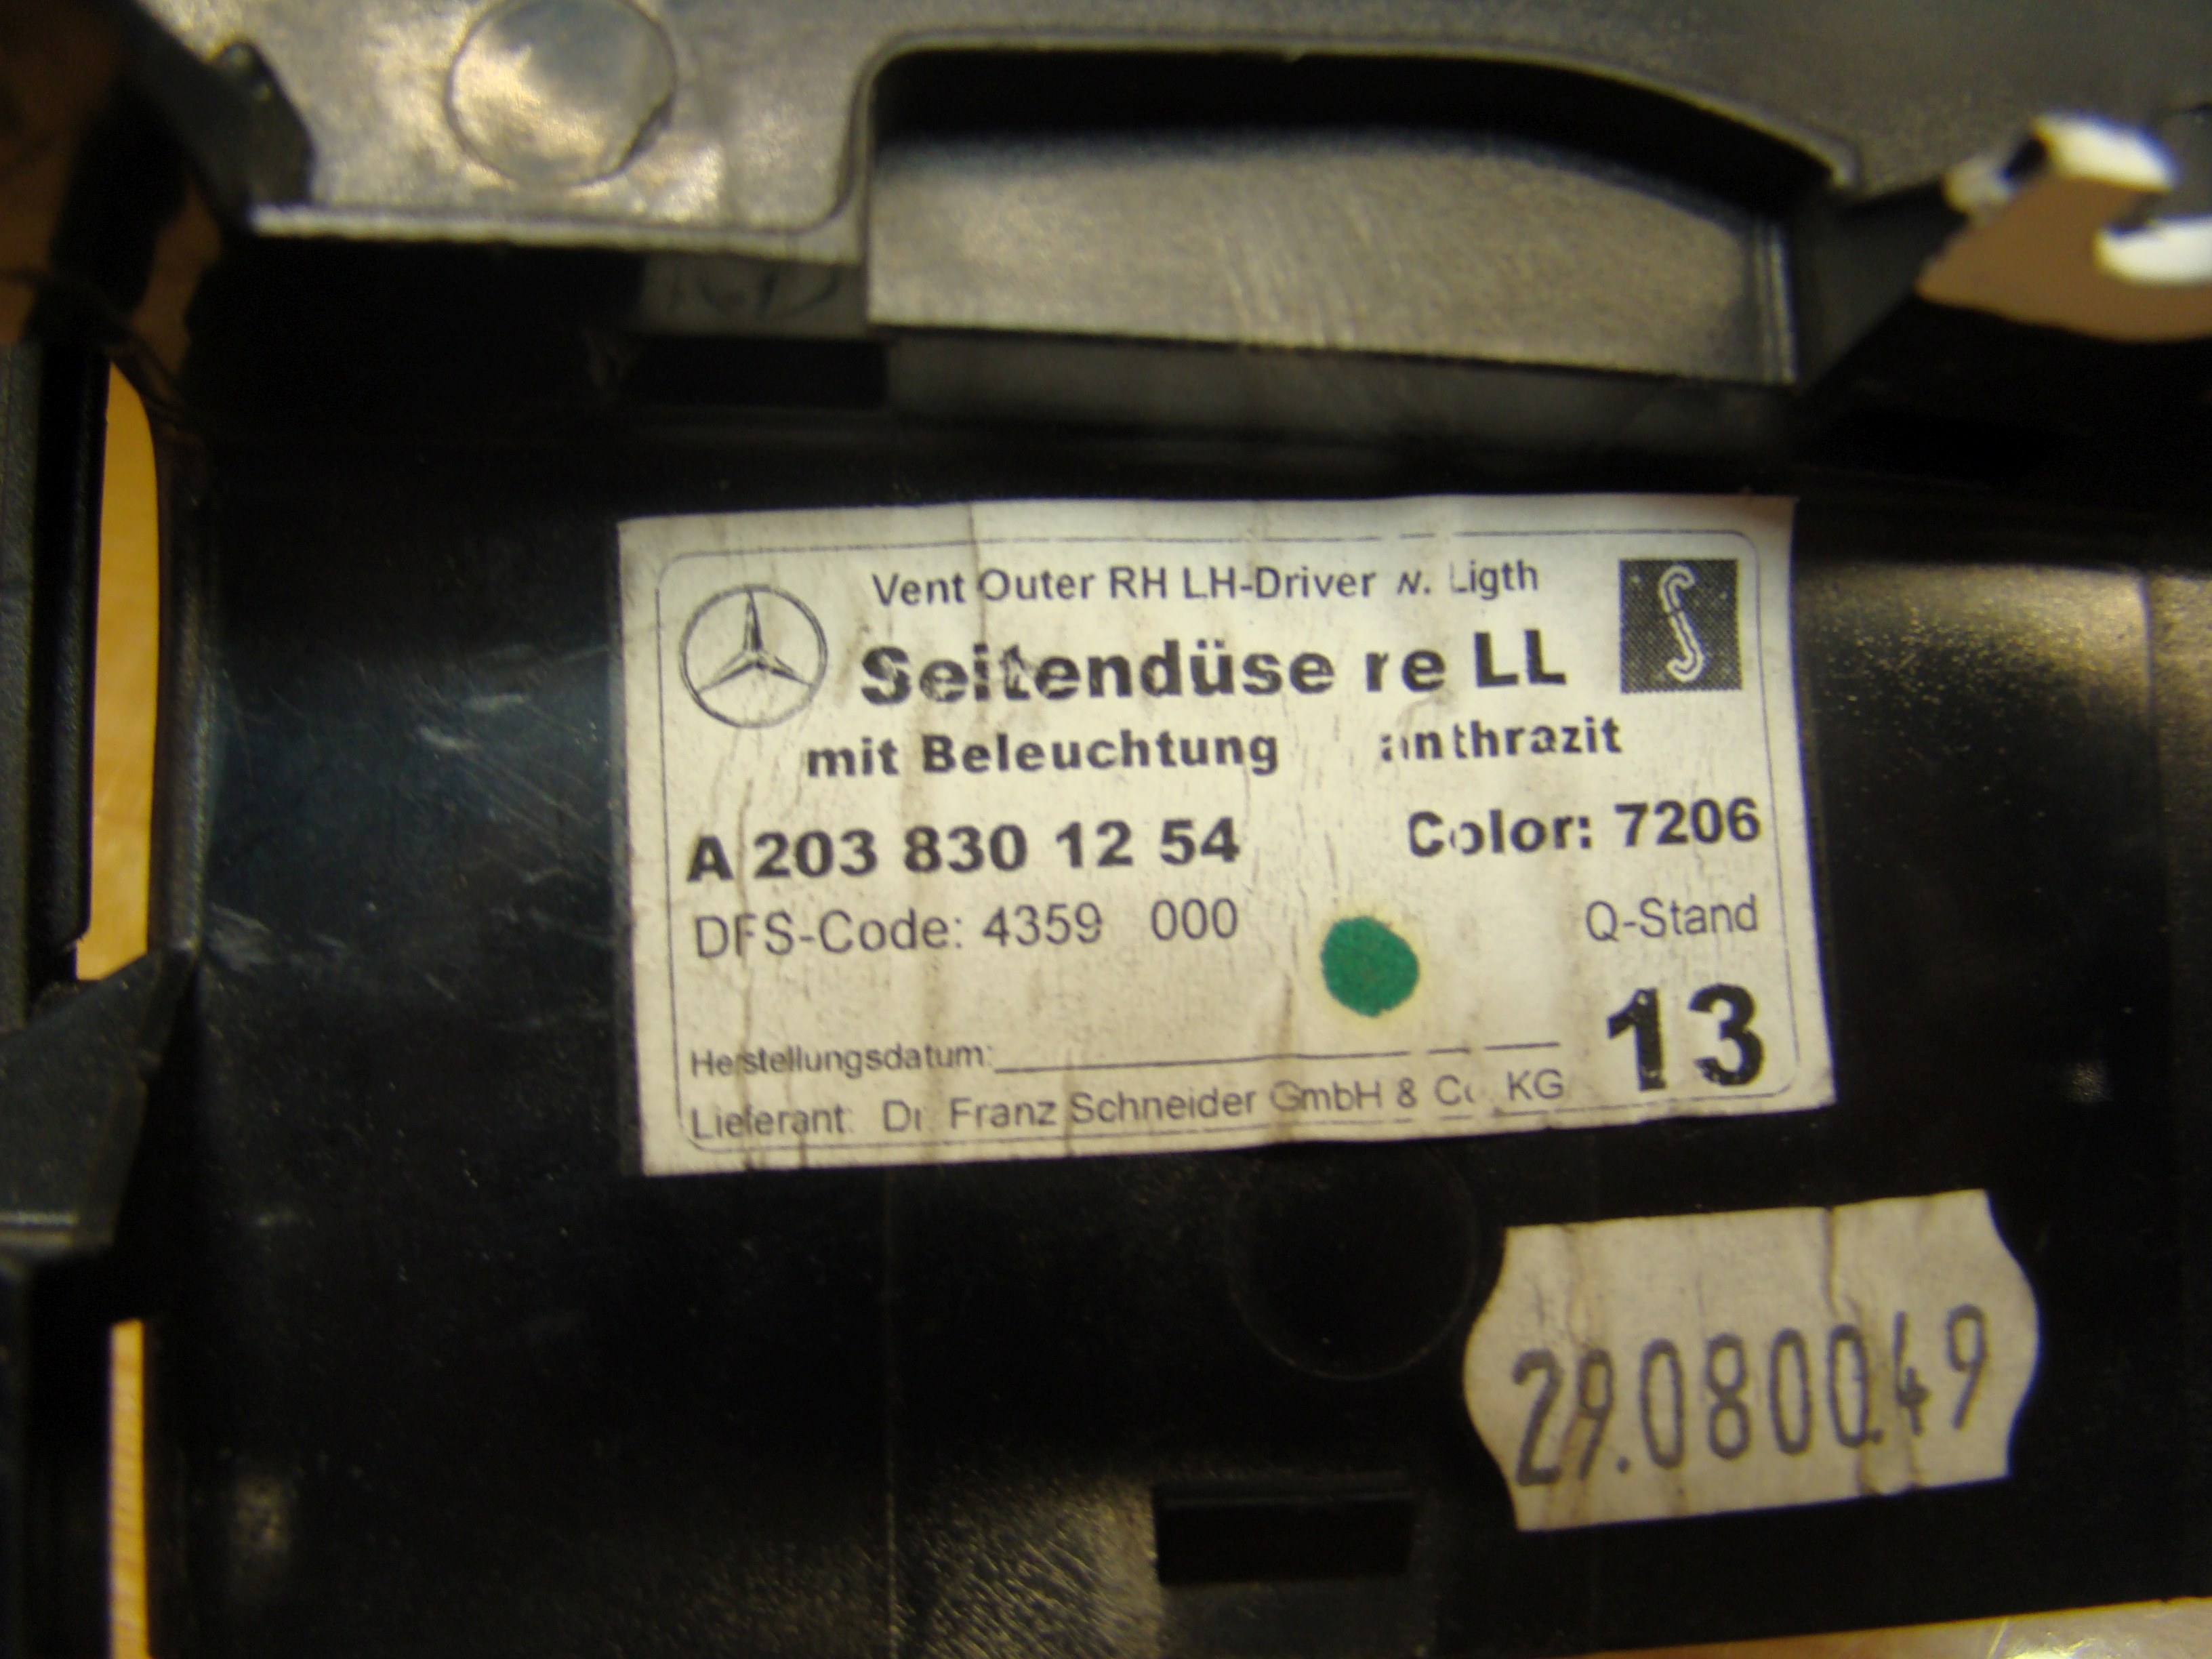 Vent Outer RH LH-Driver w. Ligth
Seitendüse re LL
mit Beleuchtung anthrazit
A 203 830 12 54 Color: 7206
DFS-Code: 4359 000 Q-Stand
13
Herstellungsdatum:
Lieferant: Dr. Franz Schneider GmbH & Co. KG
29.080049